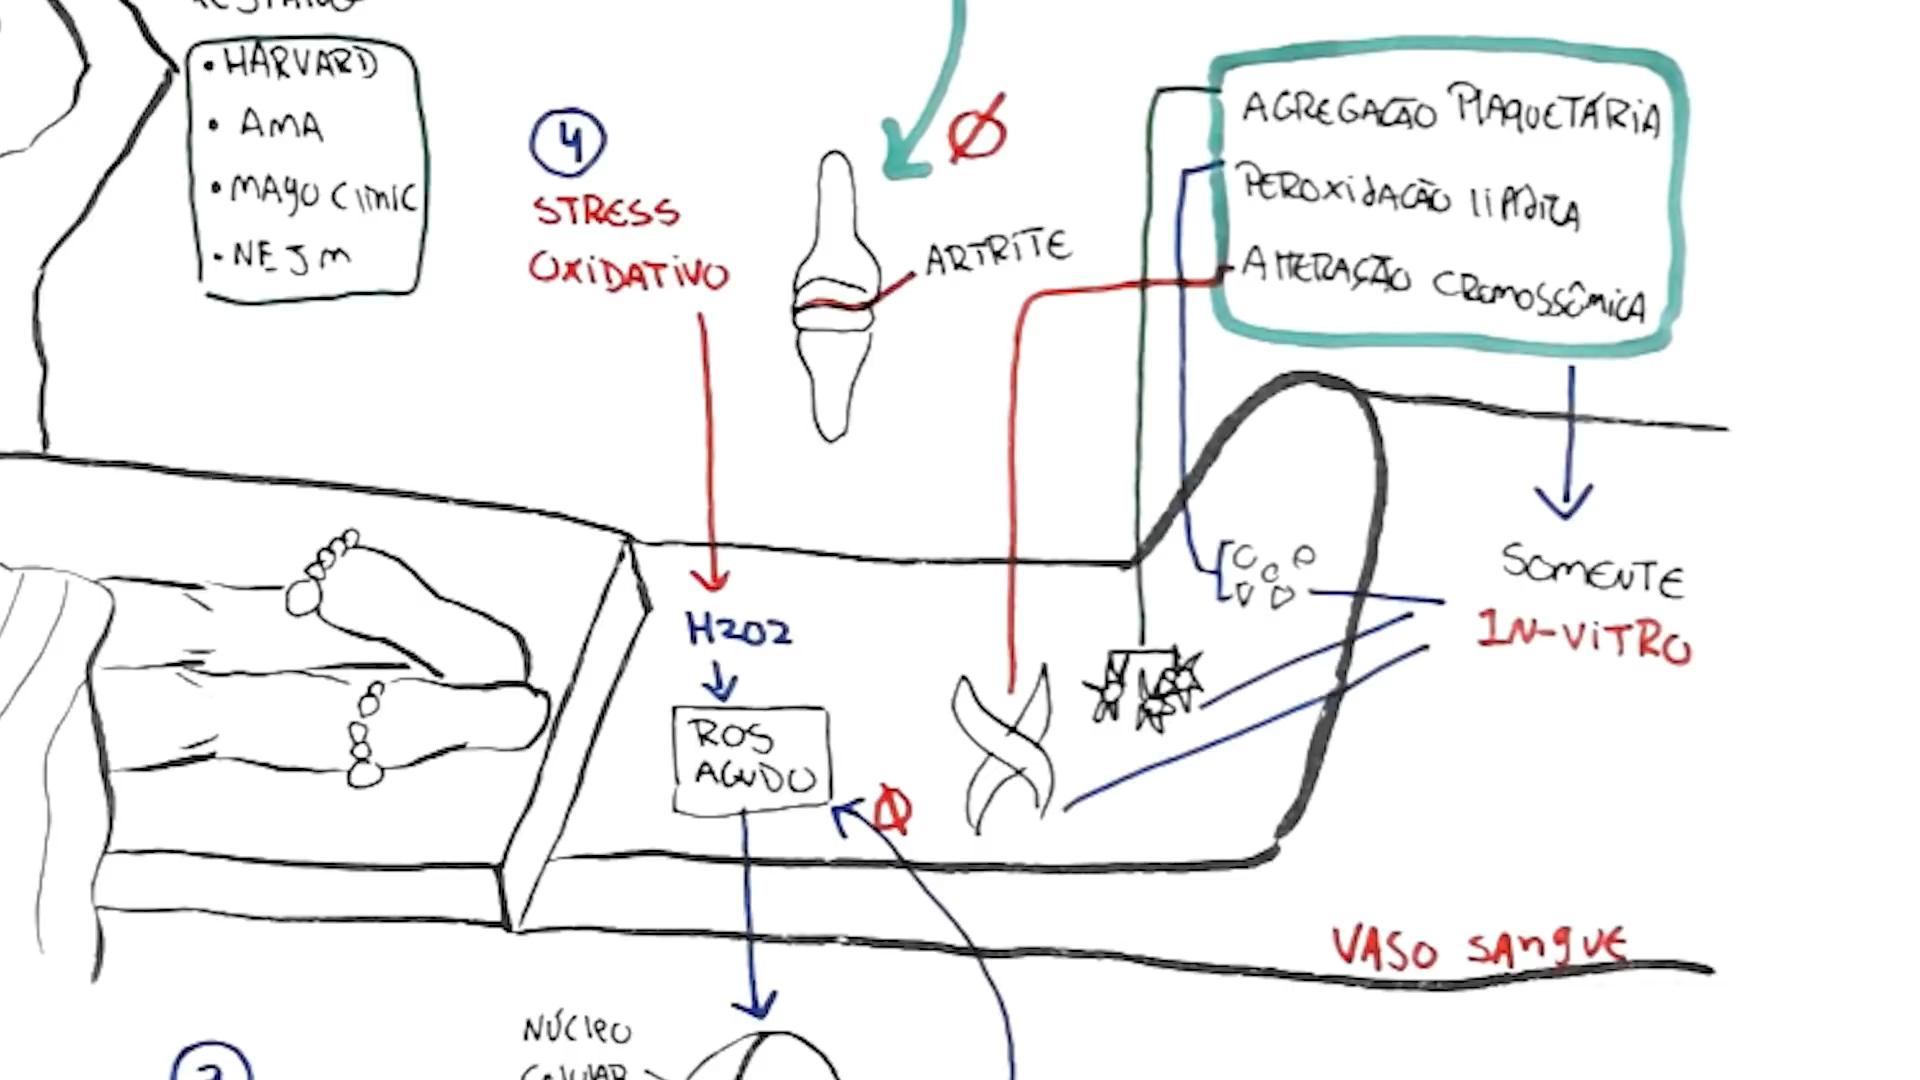 • HARVARD
• AMA
• MAYO CLINIC
• NEJM
4
STRESS
OXIDATIVO
Ø
ARTRITE
AGREGAÇÃO PLAQUETÁRIA
PEROXIDAÇÃO LIPÍDICA
ALTERAÇÃO CROMOSSÔMICA
SOMENTE
IN-VITRO
H2O2
ROS
AGUDO
Ø
VASO SANGUE
NÚCLEO
CELULAR